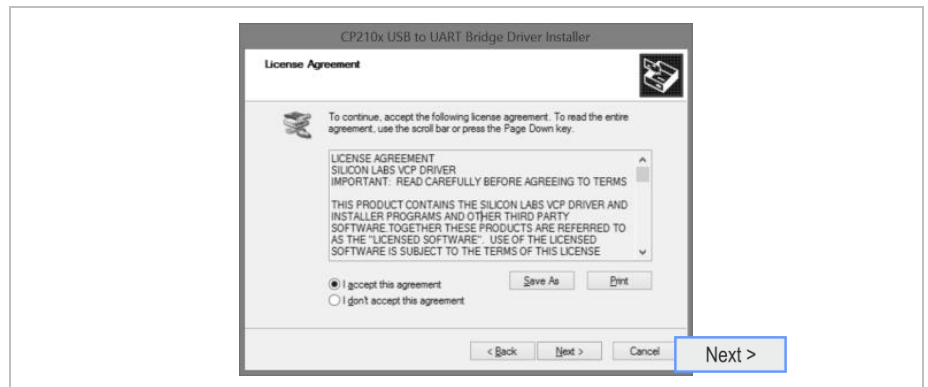 CP210x USB to UART Bridge Driver Installer
License Agreement
To continue, accept the following license agreement. To read the entire
agreement, use the scroll bar or press the Page Down key.
LICENSE AGREEMENT
SILICON LABS VCP DRIVER
IMPORTANT: READ CAREFULLY BEFORE AGREEING TO TERMS
THIS PRODUCT CONTAINS THE SILICON LABS VCP DRIVER AND
INSTALLER PROGRAMS AND OTHER THIRD PARTY
SOFTWARE.TOGETHER THESE PRODUCTS ARE REFERRED TO
AS THE "LICENSED SOFTWARE". USE OF THE LICENSED
SOFTWARE IS SUBJECT TO THE TERMS OF THIS LICENSE
I accept this agreement
Save As
Print
I don't accept this agreement
< Back
Next >
Cancel
Next >